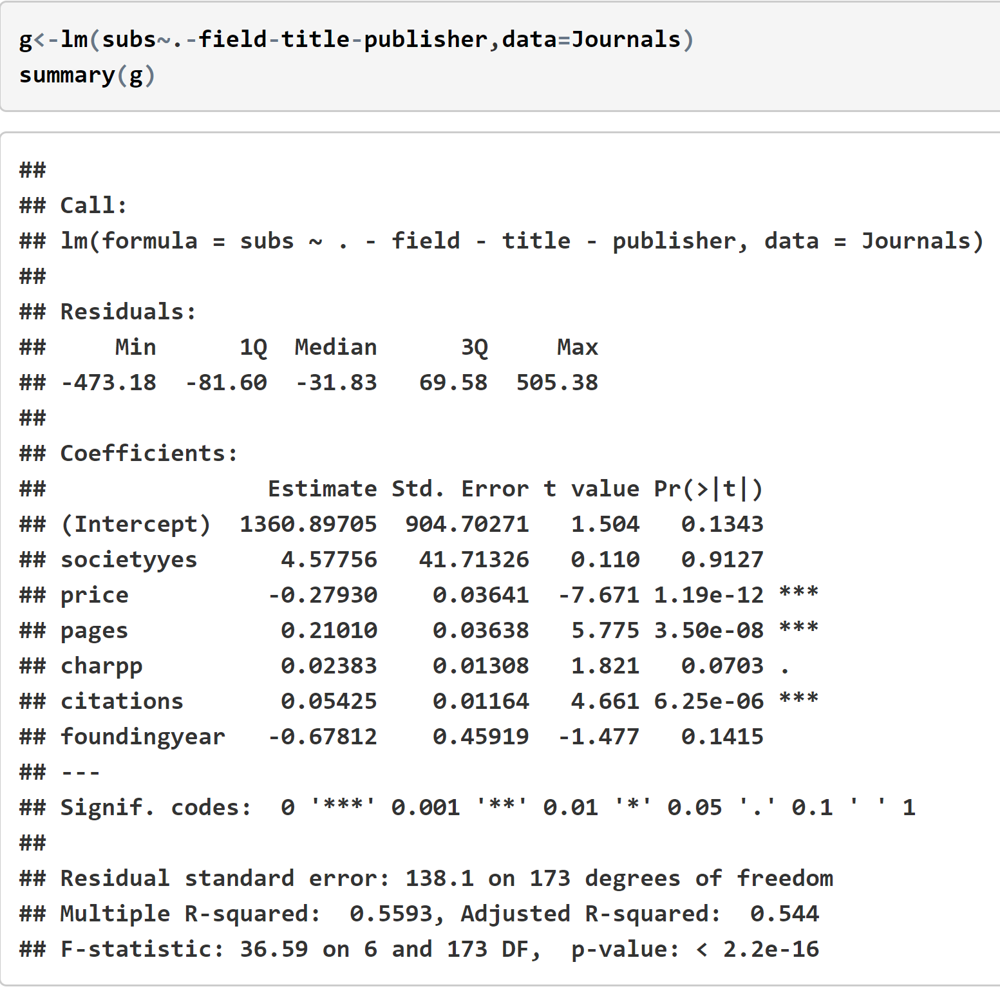 g<-lm(subs~.-field-title-publisher,data=Journals)
summary(g)
##
## Call:
## lm(formula = subs ~ . - field - title - publisher, data = Journals)
##
## Residuals:
##     Min      1Q  Median      3Q     Max
## -473.18  -81.60  -31.83   69.58  505.38
##
## Coefficients:
##                Estimate Std. Error t value Pr(>|t|)
## (Intercept)  1360.89705  904.70271   1.504   0.1343
## societyyes      4.57756   41.71326   0.110   0.9127
## price          -0.27930    0.03641  -7.671 1.19e-12 ***
## pages           0.21010    0.03638   5.775 3.50e-08 ***
## charpp          0.02383    0.01308   1.821   0.0703 .
## citations       0.05425    0.01164   4.661 6.25e-06 ***
## foundingyear   -0.67812    0.45919  -1.477   0.1415
## ---
## Signif. codes:  0 '***' 0.001 '**' 0.01 '*' 0.05 '.' 0.1 ' ' 1
##
## Residual standard error: 138.1 on 173 degrees of freedom
## Multiple R-squared:  0.5593, Adjusted R-squared:  0.544
## F-statistic: 36.59 on 6 and 173 DF,  p-value: < 2.2e-16